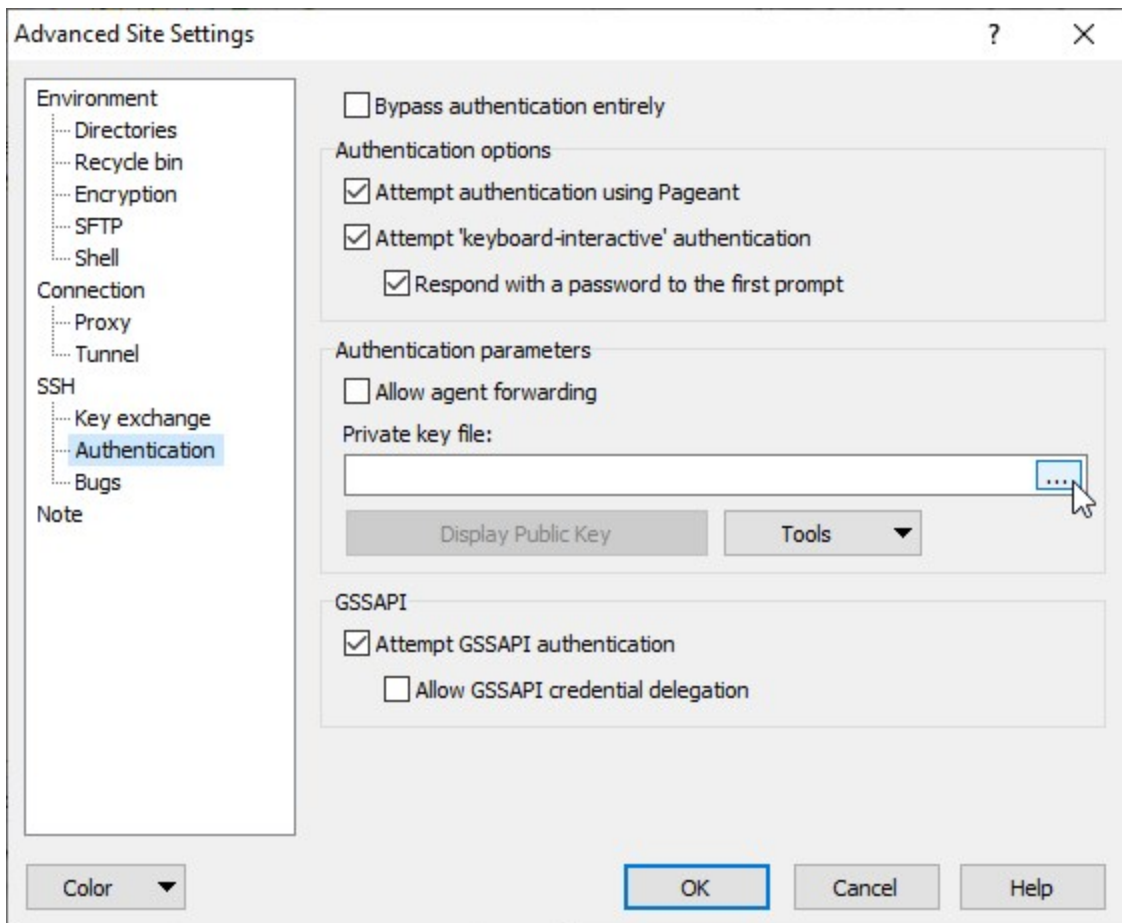 Advanced Site Settings
?
Environment
Directories
Recycle bin
Encryption
SFTP
Shell
Connection
Proxy
Tunnel
SSH
Key exchange
Authentication
Bugs
Note
Bypass authentication entirely
Authentication options
Attempt authentication using Pageant
Attempt 'keyboard-interactive' authentication
Respond with a password to the first prompt
Authentication parameters
Allow agent forwarding
Private key file:
...
Display Public Key
Tools
GSSAPI
Attempt GSSAPI authentication
Allow GSSAPI credential delegation
Color
OK
Cancel
Help